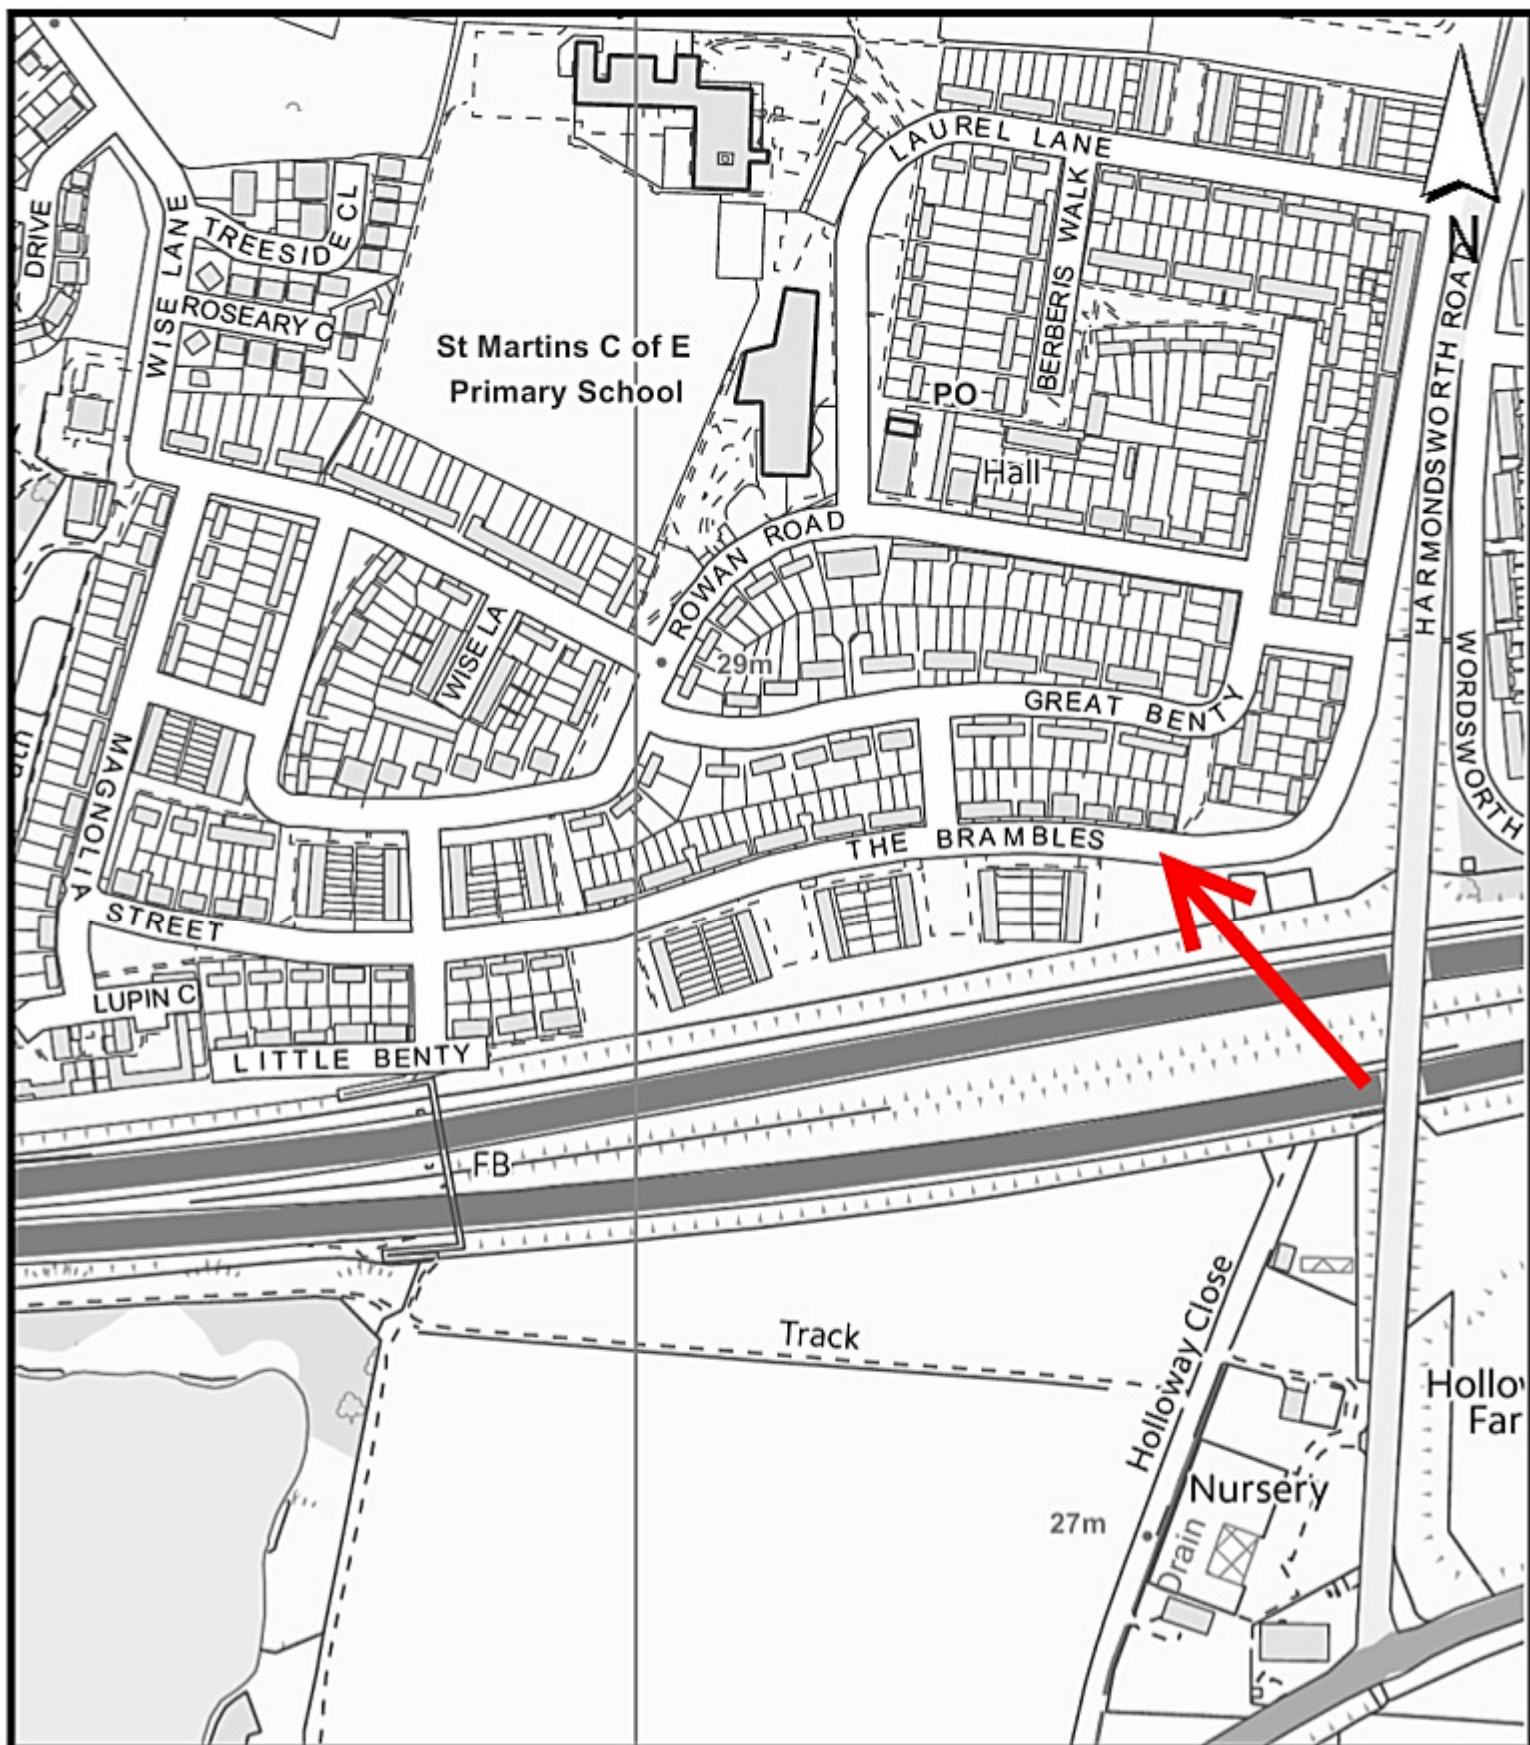 LAUREL LANE
N
DRIVE
WISE LANE
TREESIDE CL
BERBERIS WALK
ROSEARY C
St Martins C of E
Primary School
PO
Hall
HARMONDSWORTH ROAD
ROWAN ROAD
WISE LA
29m
WORDSWORTH
GREAT BENTY
MAGNOLIA
STREET
THE BRAMBLES
LUPIN C
LITTLE BENTY
FB
Track
Holloway Close
Far
Nursery
27m
Drain